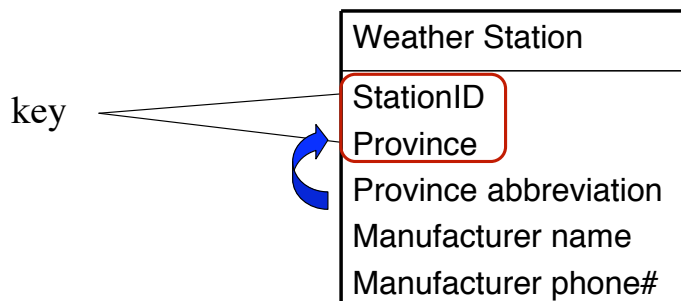 Weather Station
key
StationID
Province
Province abbreviation
Manufacturer name
Manufacturer phone#